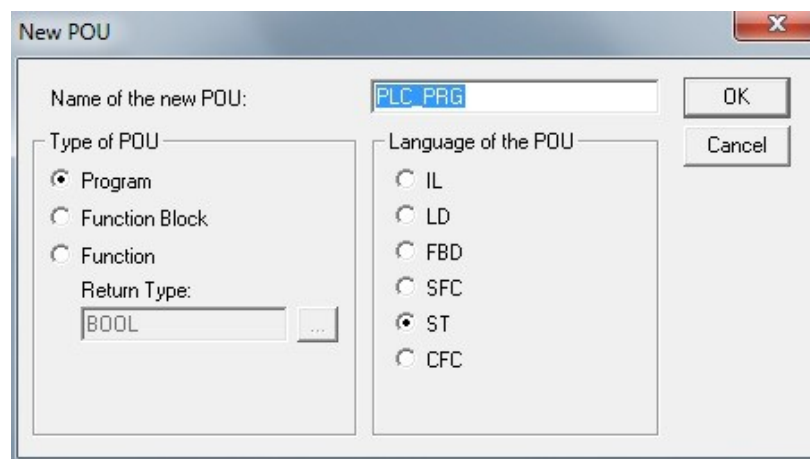 New POU
Name of the new POU:
PLC_PRG
OK
Cancel
Type of POU
Program
Function Block
Function
Return Type:
BOOL
...
Language of the POU
IL
LD
FBD
SFC
ST
CFC